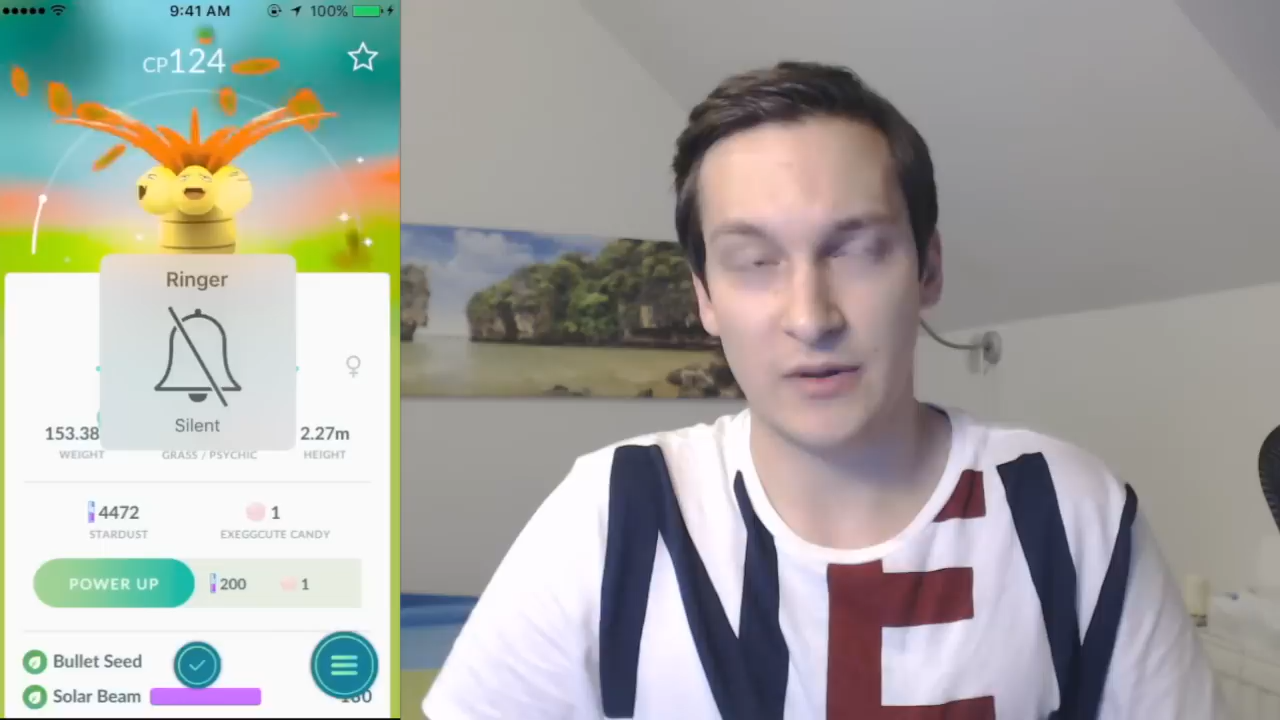 9:41 AM
100%
CP124
Ringer
Silent
153.38
WEIGHT
GRASS / PSYCHIC
2.27m
HEIGHT
4472
STARDUST
1
EXEGGCUTE CANDY
POWER UP
200
1
Bullet Seed
Solar Beam